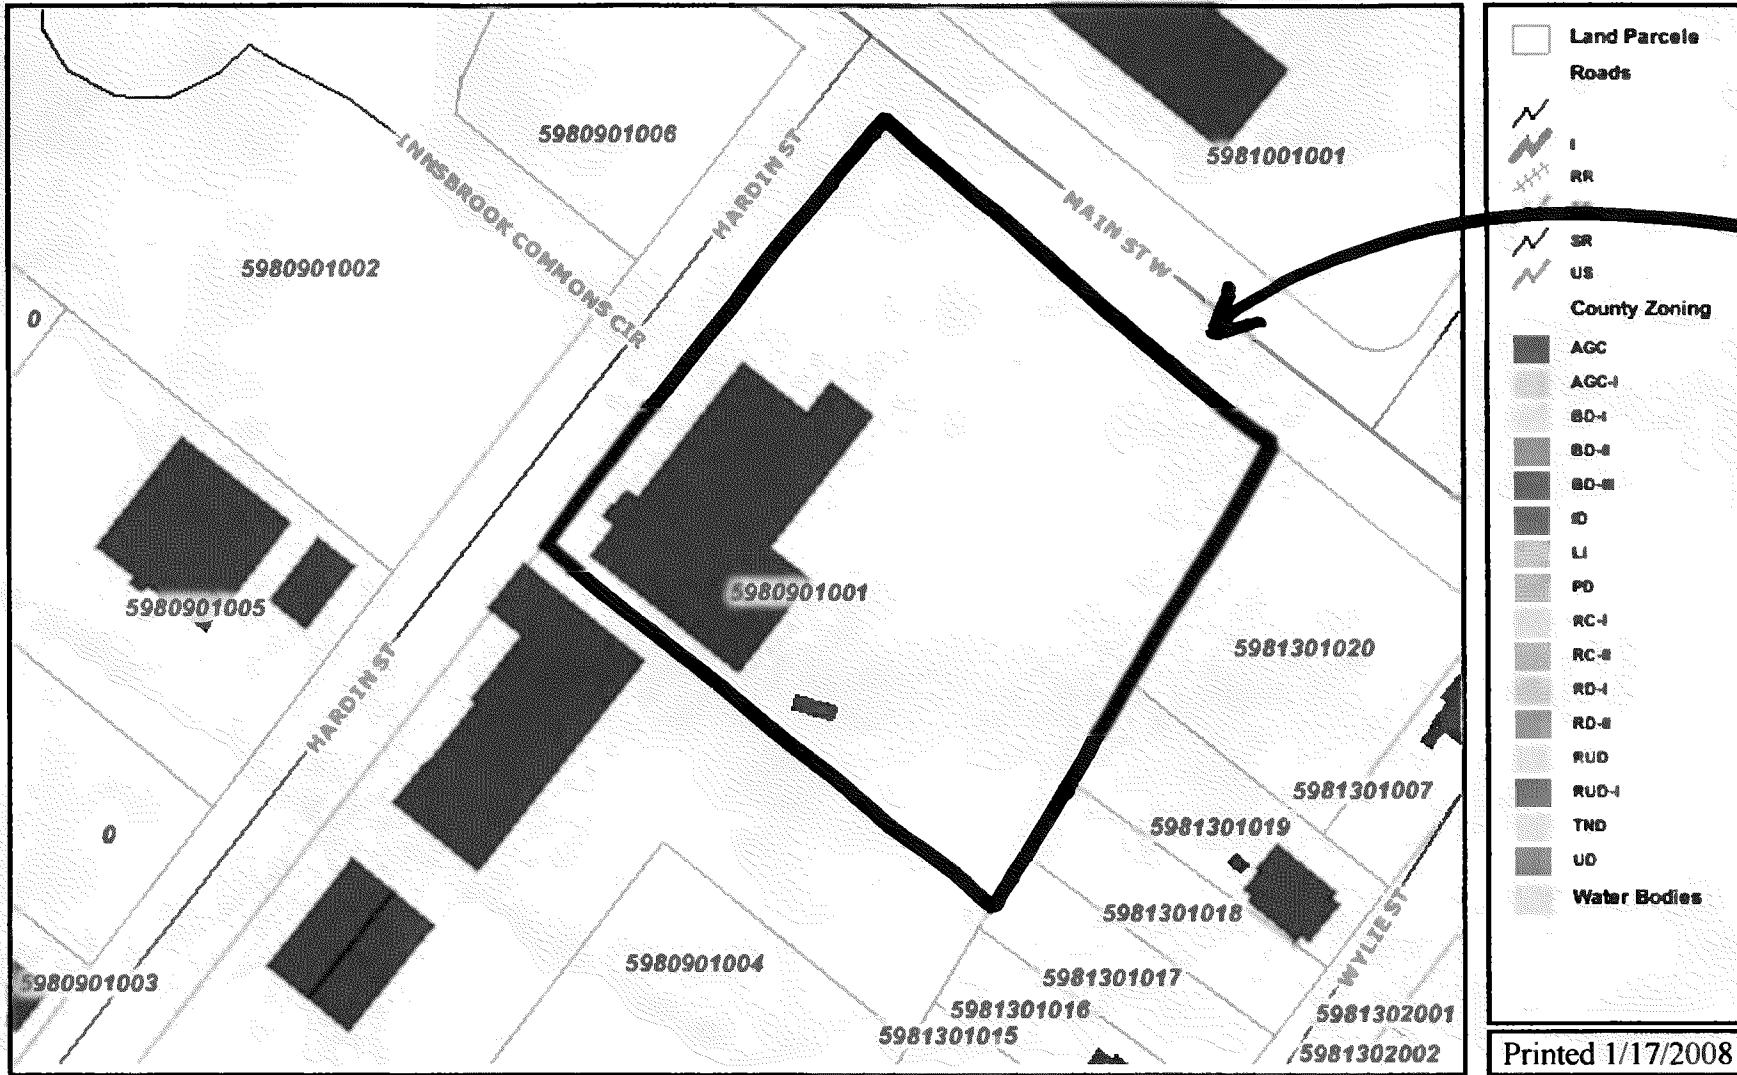 5980901006
5981001001
INNSBROOK COMMONS CIR
HARDIN ST
MAIN ST W
5980901002
0
5980901001
5980901005
5981301020
HARDIN ST
5981301007
5981301019
0
5981301018
WYLIE ST
5980901004
5981301017
5980901003
5981301016
5981302001
5981301015
5981302002
Land Parcels
Roads
I
RR
SR
US
County Zoning
AGC
AGC-I
BD-I
BD-II
BD-III
ID
LI
PD
RC-I
RC-II
RD-I
RD-II
RUD
RUD-I
TND
UD
Water Bodies
Printed 1/17/2008